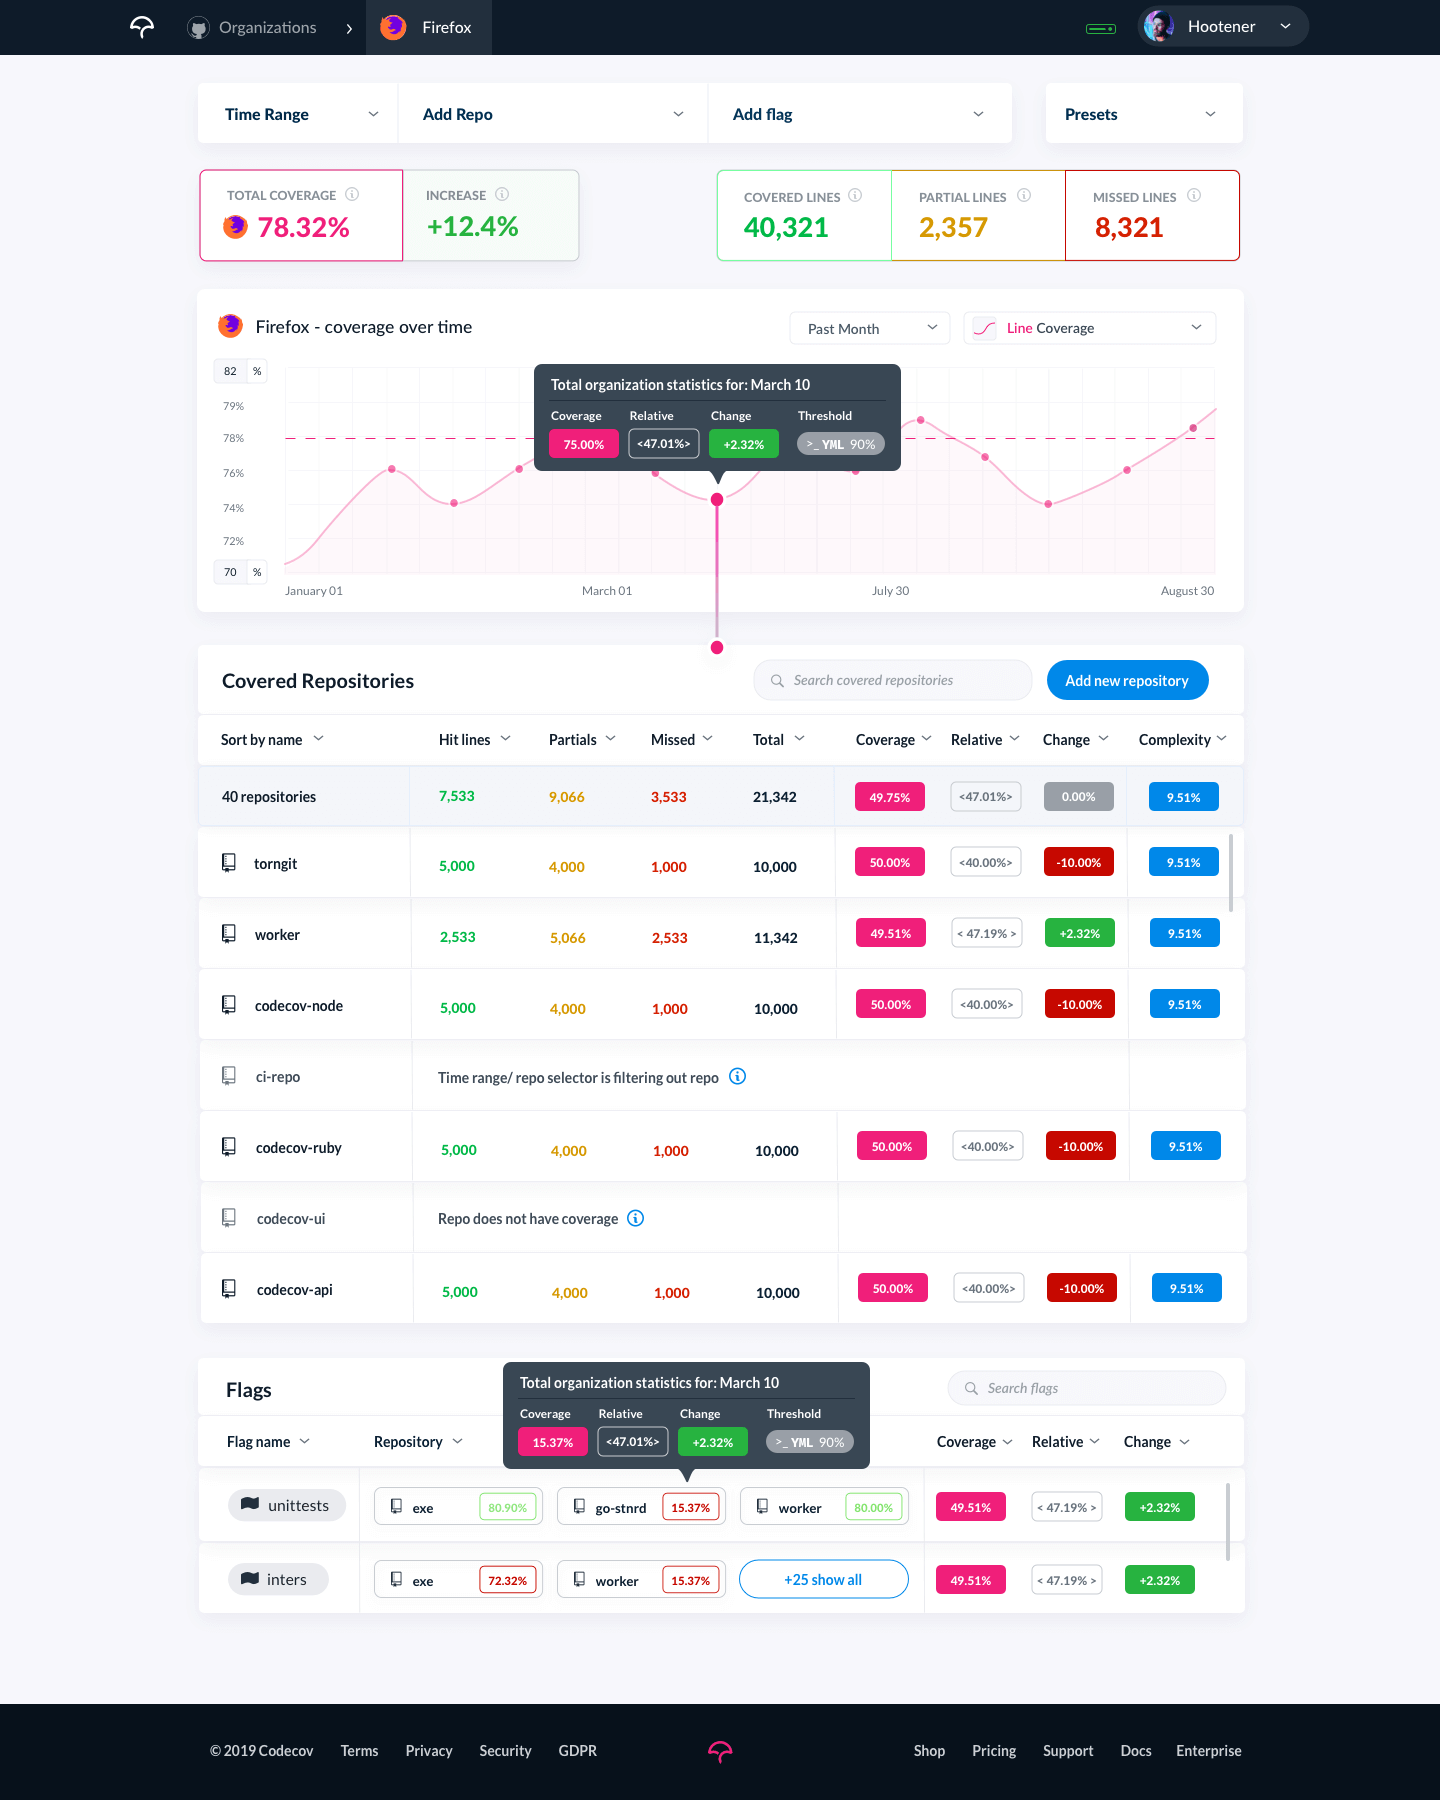 Organizations
Firefox
Hootener
Time Range
Add Repo
Add flag
Presets
TOTAL COVERAGE
78.32%
INCREASE
+12.4%
COVERED LINES
40,321
PARTIAL LINES
2,357
MISSED LINES
8,321
Firefox - coverage over time
Past Month
Line Coverage
82 %
79%
78%
76%
74%
72%
70 %
Total organization statistics for: March 10
Coverage Relative Change Threshold
75.00% <47.01%> +2.32% >_ YML 90%
January 01 March 01 July 30 August 30
Covered Repositories
Search covered repositories
Add new repository
Sort by name Hit lines Partials Missed Total Coverage Relative Change Complexity
40 repositories 7,533 9,066 3,533 21,342 49.75% <47.01%> 0.00% 9.51%
torngit 5,000 4,000 1,000 10,000 50.00% <40.00%> -10.00% 9.51%
worker 2,533 5,066 2,533 11,342 49.51% < 47.19% > +2.32% 9.51%
codecov-node 5,000 4,000 1,000 10,000 50.00% <40.00%> -10.00% 9.51%
ci-repo Time range/ repo selector is filtering out repo
codecov-ruby 5,000 4,000 1,000 10,000 50.00% <40.00%> -10.00% 9.51%
codecov-ui Repo does not have coverage
codecov-api 5,000 4,000 1,000 10,000 50.00% <40.00%> -10.00% 9.51%
Flags
Search flags
Total organization statistics for: March 10
Coverage Relative Change Threshold
15.37% <47.01%> +2.32% >_ YML 90%
Flag name Repository Coverage Relative Change
unittests exe 80.90% go-stnrd 15.37% worker 80.00% 49.51% < 47.19% > +2.32%
inters exe 72.32% worker 15.37% +25 show all 49.51% < 47.19% > +2.32%
© 2019 Codecov Terms Privacy Security GDPR Shop Pricing Support Docs Enterprise